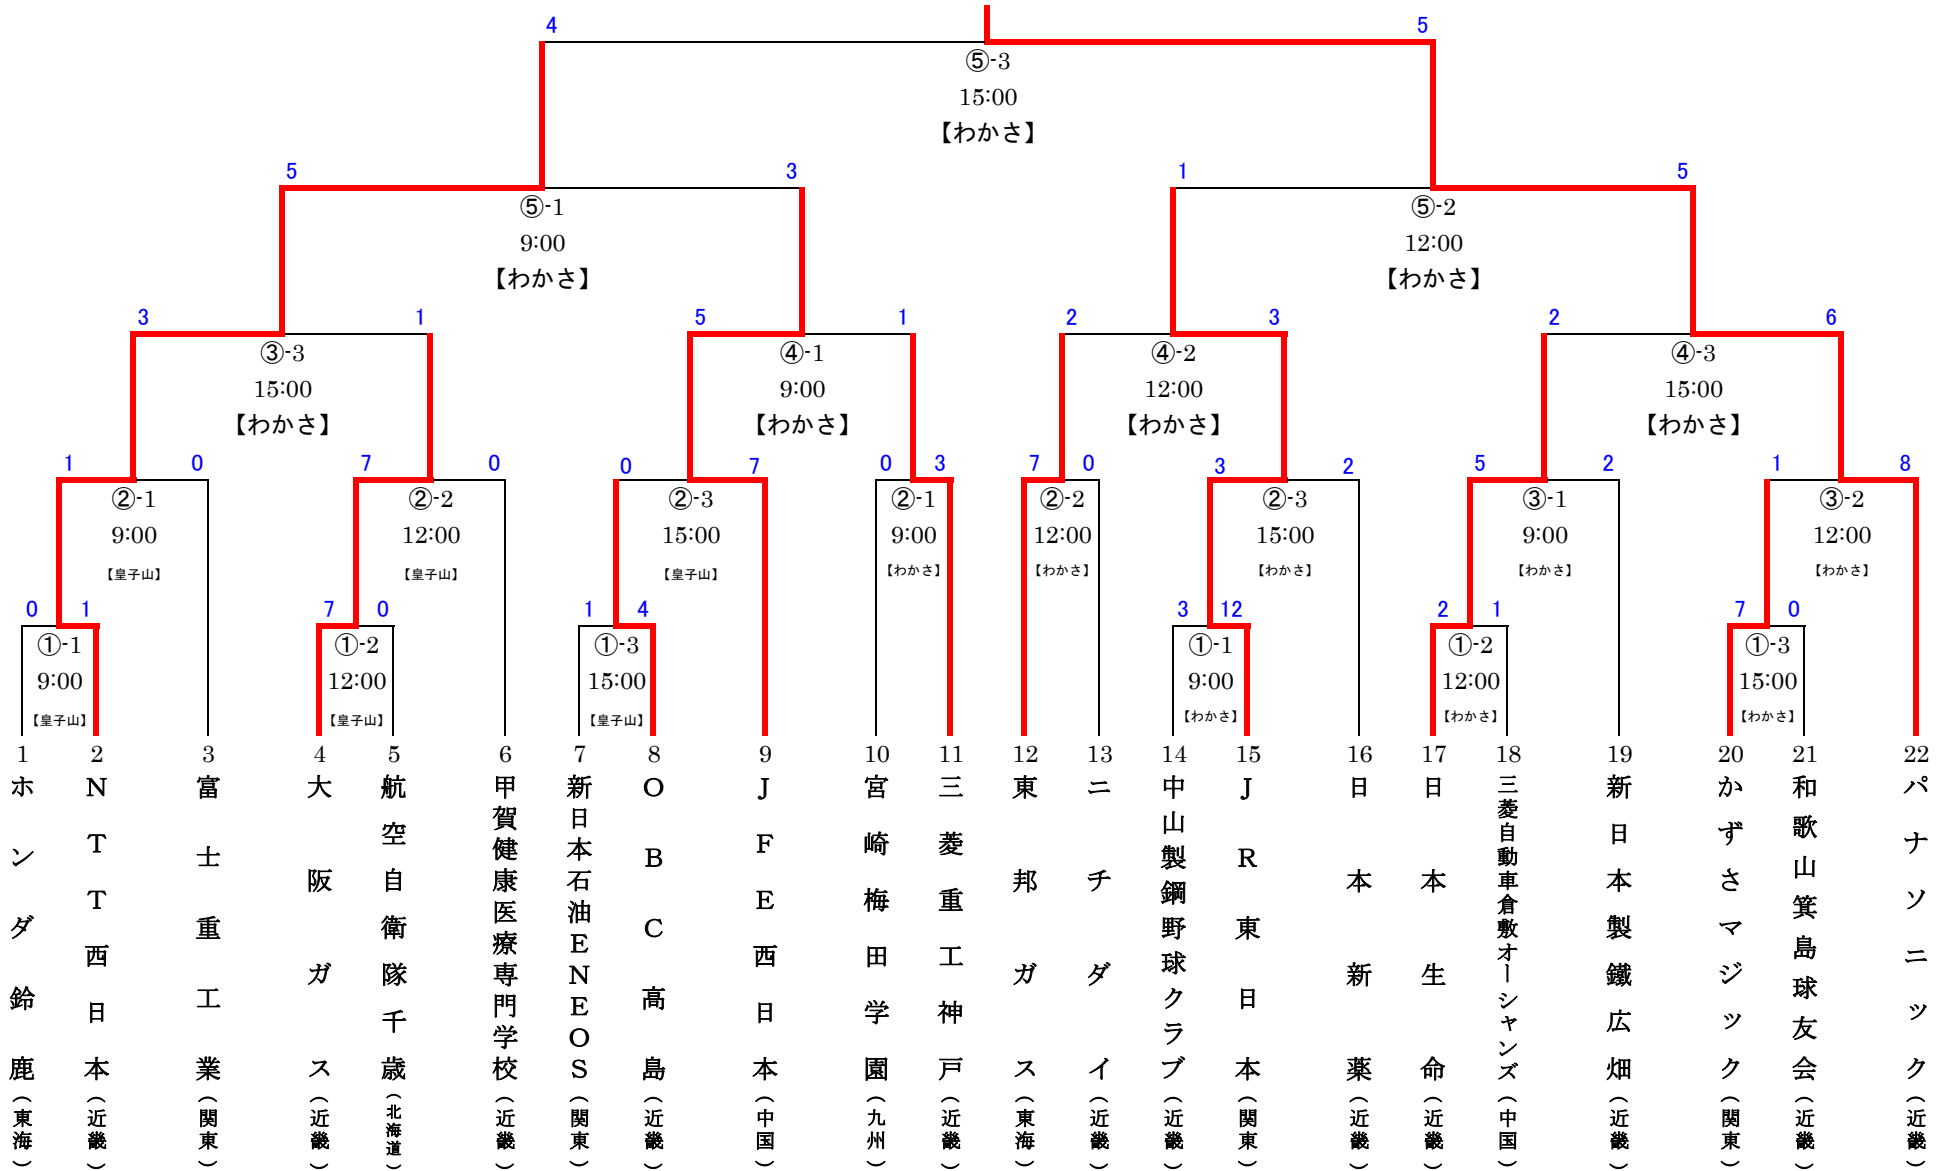 4 5
⑤-3
15:00
【わかさ】
5 3 1 5
⑤-1 ⑤-2
9:00 12:00
【わかさ】 【わかさ】
3 1 5 1 2 3 2 6
③-3 ④-1 ④-2 ④-3
15:00 9:00 12:00 15:00
【わかさ】 【わかさ】 【わかさ】 【わかさ】
1 0 7 0 0 7 0 3 7 0 3 2 5 2 1 8
②-1 ②-2 ②-3 ②-1 ②-2 ②-3 ③-1 ③-2
9:00 12:00 15:00 9:00 12:00 15:00 9:00 12:00
【皇子山】 【皇子山】 【皇子山】 【わかさ】 【わかさ】 【わかさ】 【わかさ】 【わかさ】
0 1 7 0 1 4 3 12 2 1 7 0
①-1 ①-2 ①-3 ①-1 ①-2 ①-3
9:00 12:00 15:00 9:00 12:00 15:00
【皇子山】 【皇子山】 【皇子山】 【わかさ】 【わかさ】 【わかさ】
1 2 3 4 5 6 7 8 9 10 11 12 13 14 15 16 17 18 19 20 21 22
ホンダ鈴鹿(東海)
NTT西日本(近畿)
富士重工業(関東)
大阪ガス(近畿)
航空自衛隊千歳(北海道)
甲賀健康医療専門学校(近畿)
新日本石油ENEOS(関東)
OBC高島(近畿)
JFE西日本(中国)
宮崎梅田学園(九州)
三菱重工神戸(近畿)
東邦ガス(東海)
ニチダイ(近畿)
中山製鋼野球クラブ(近畿)
JR東日本(関東)
日本新薬(近畿)
日本生命(近畿)
三菱自動車倉敷オーシャンズ(中国)
新日本製鐵広畑(近畿)
かずさマジック(関東)
和歌山箕島球友会(近畿)
パナソニック(近畿)